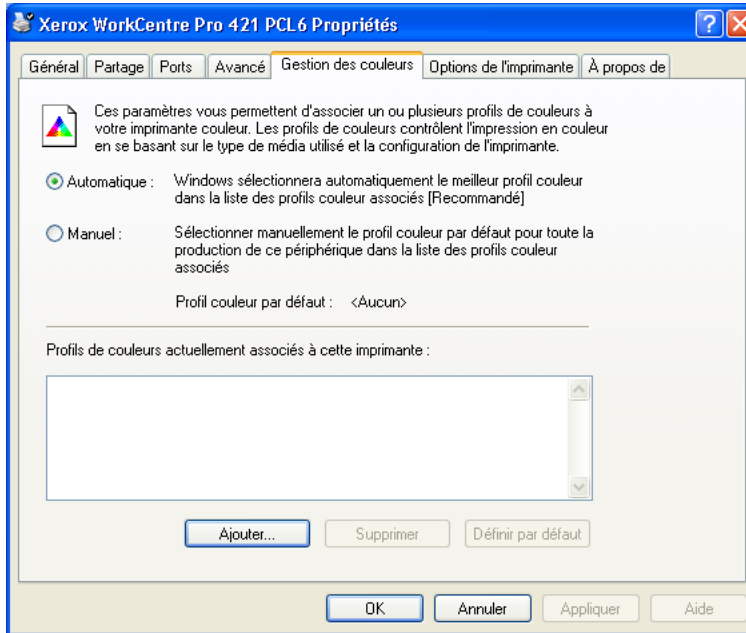 Xerox WorkCentre Pro 421 PCL6 Propriétés
Général Partage Ports Avancé Gestion des couleurs Options de l'imprimante À propos de
Ces paramètres vous permettent d'associer un ou plusieurs profils de couleurs à
votre imprimante couleur. Les profils de couleurs contrôlent l'impression en couleur
en se basant sur le type de média utilisé et la configuration de l'imprimante.
Automatique : Windows sélectionnera automatiquement le meilleur profil couleur
dans la liste des profils couleur associés [Recommandé]
Manuel : Sélectionner manuellement le profil couleur par défaut pour toute la
production de ce périphérique dans la liste des profils couleur
associés
Profil couleur par défaut : <Aucun>
Profils de couleurs actuellement associés à cette imprimante :
Ajouter... Supprimer Définir par défaut
OK Annuler Appliquer Aide